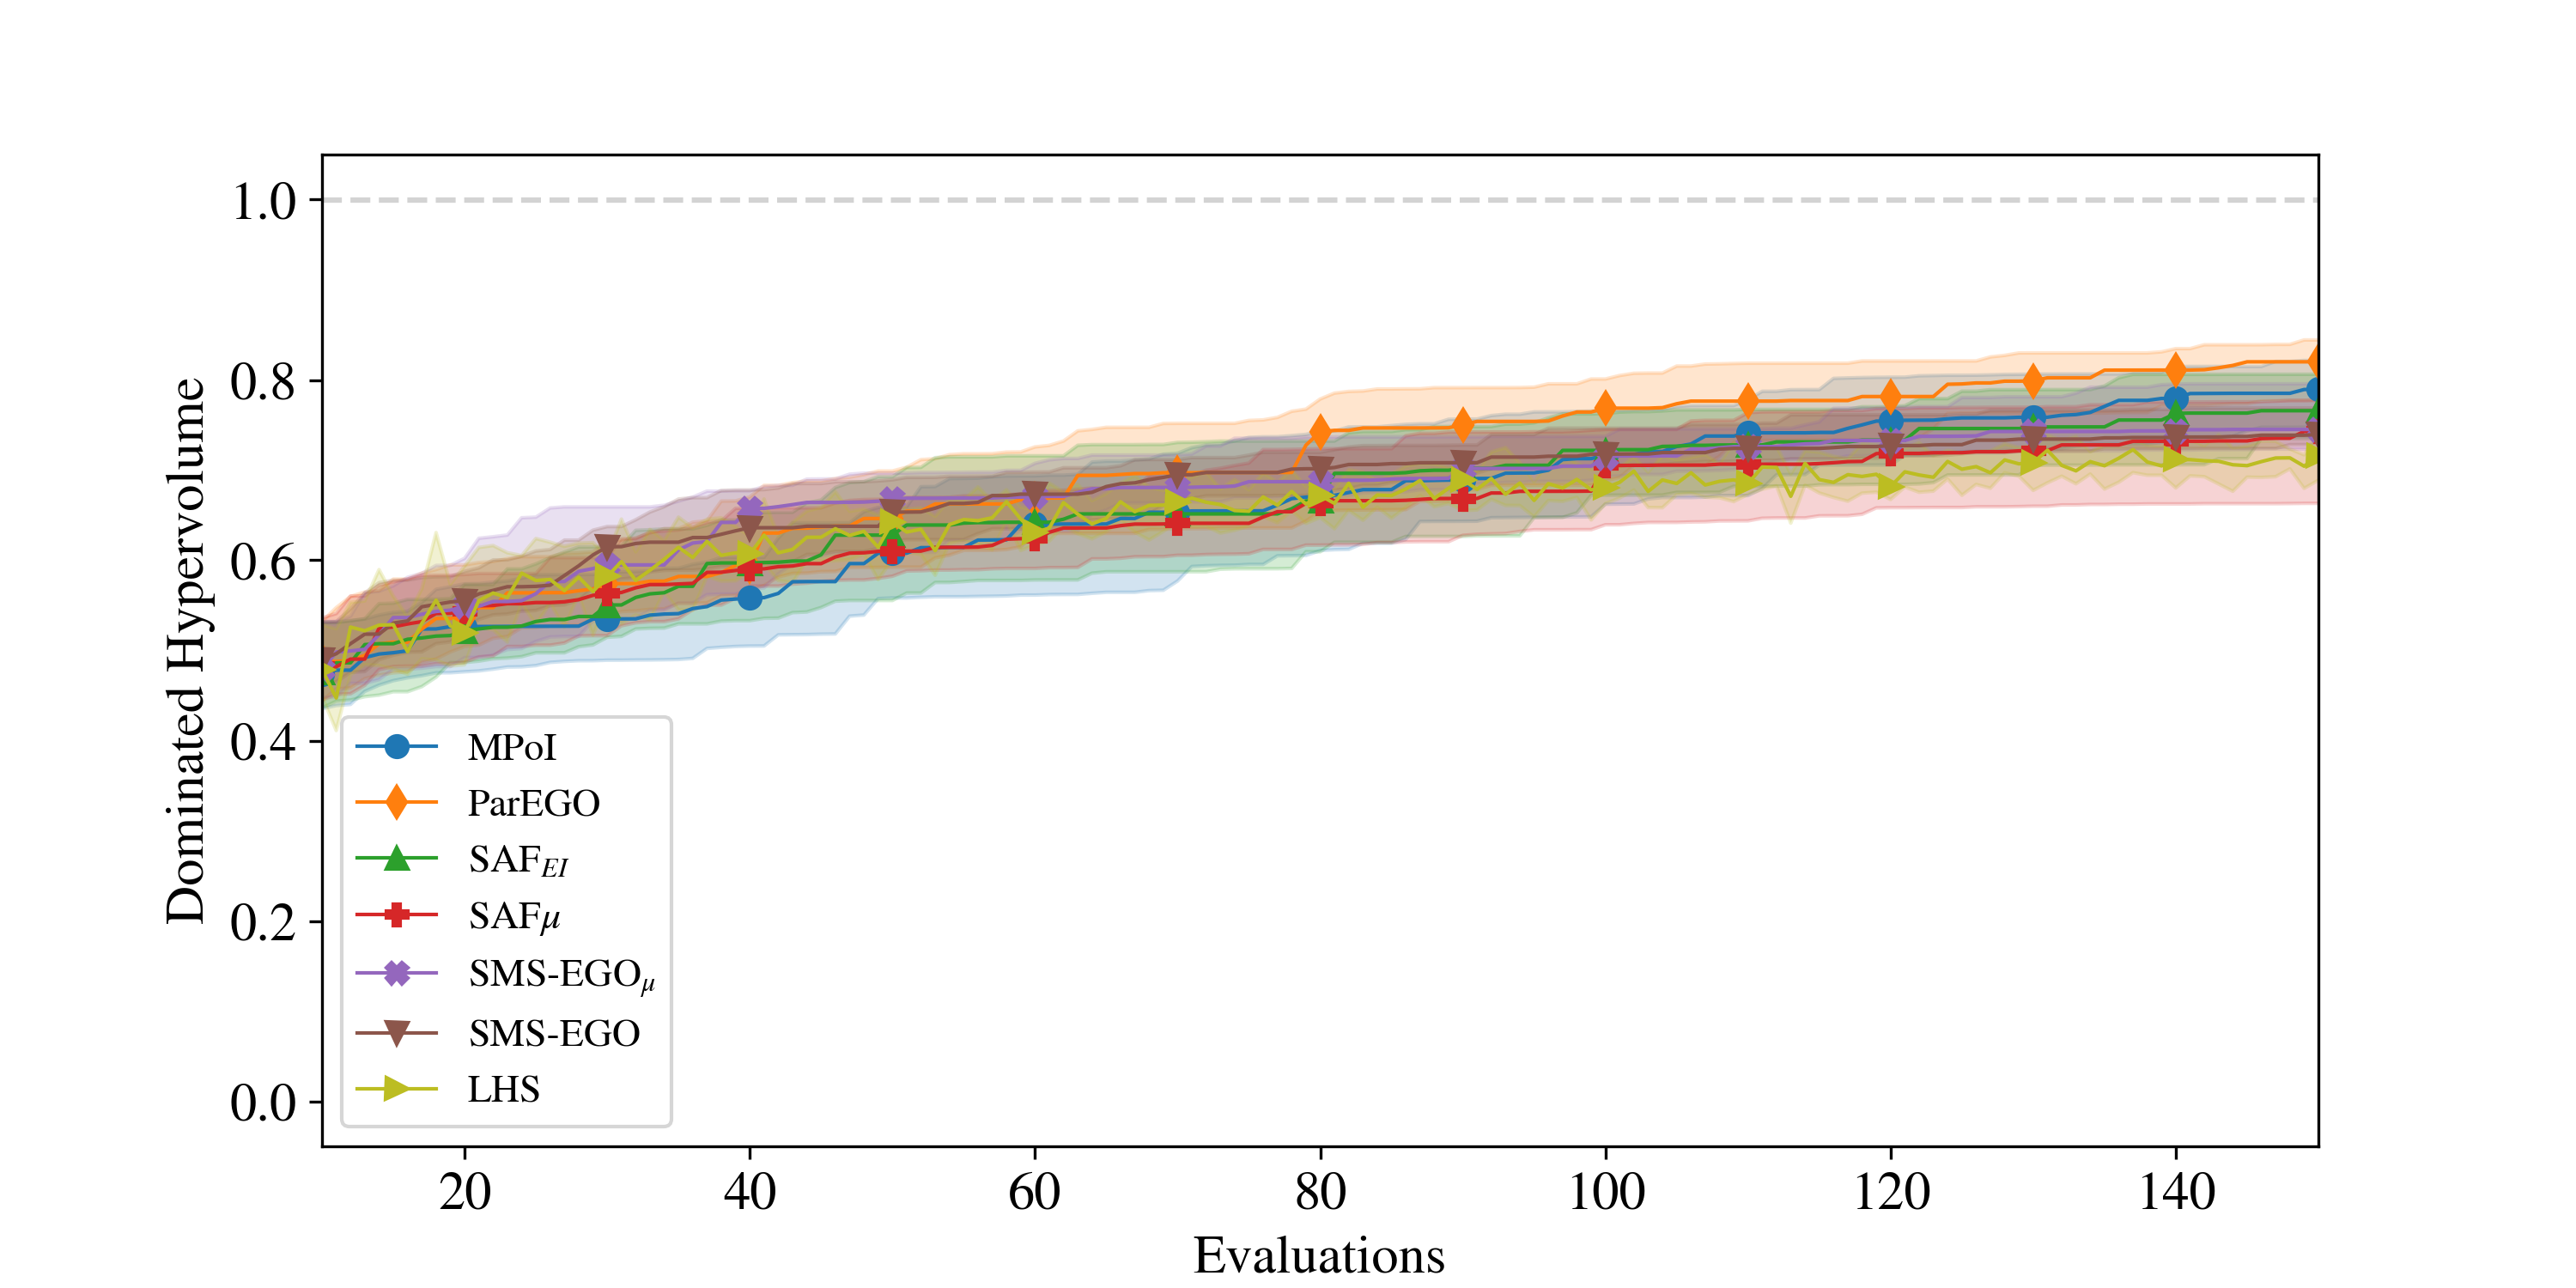 1.0
0.8
0.6
0.4
0.2
0.0
Dominated Hypervolume
MPoI
ParEGO
SAF_EI
SAFμ
SMS-EGO_μ
SMS-EGO
LHS
20 40 60 80 100 120 140
Evaluations